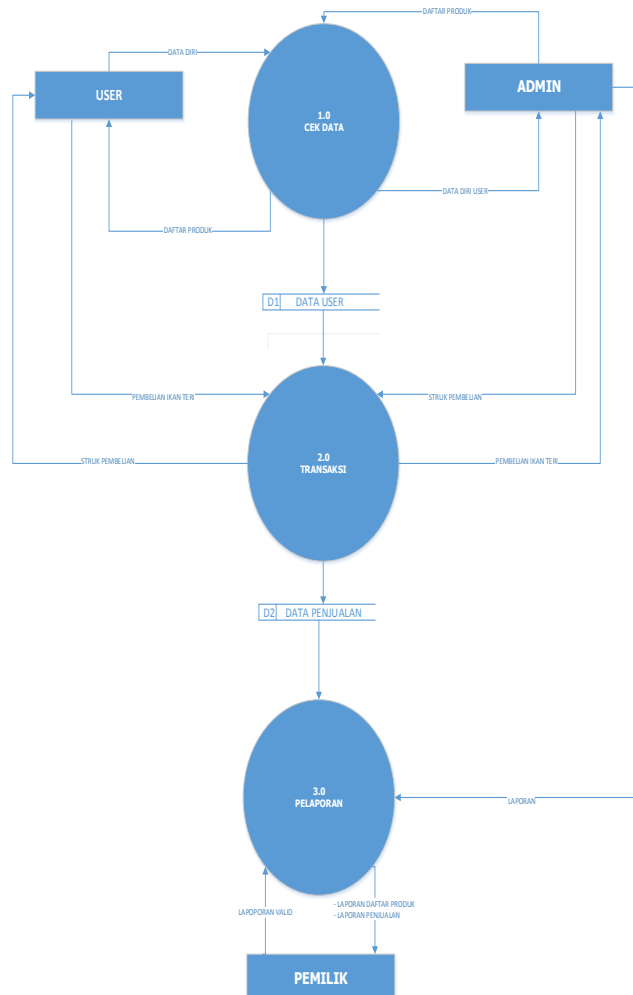 DAFTAR PRODUK
DATA DIRI
USER
ADMIN
1.0
CEK DATA
DATA DIRI USER
DAFTAR PRODUK
D1 DATA USER
PEMBELIAN IKAN TERI
STRUK PEMBELIAN
2.0
TRANSAKSI
STRUK PEMBELIAN
PEMBELIAN IKAN TERI
D2 DATA PENJUALAN
3.0
PELAPORAN
LAPORAN
LAPOPORAN VALID
- LAPORAN DAFTAR PRODUK
- LAPORAN PENJUALAN
PEMILIK